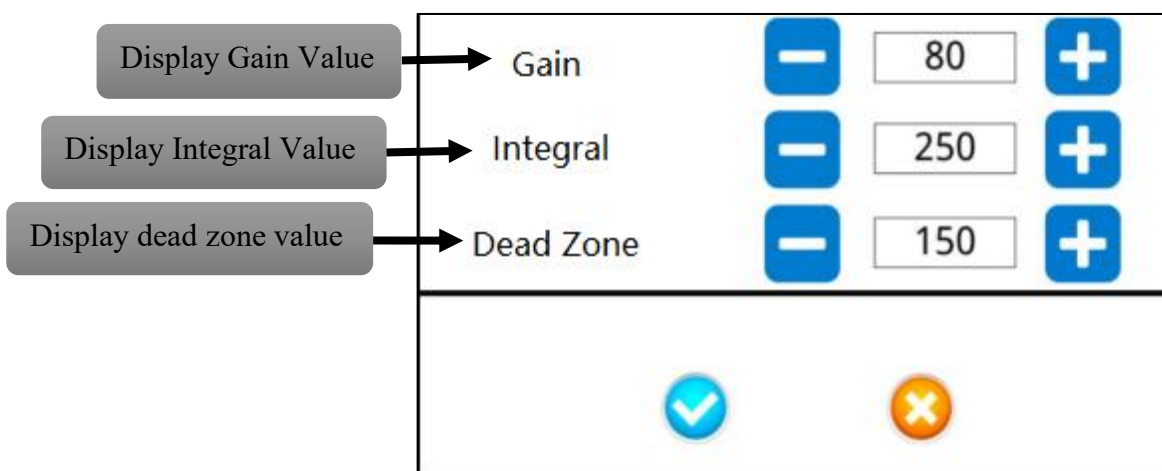 Display Gain Value Gain 80
Display Integral Value Integral 250
Display dead zone value Dead Zone 150